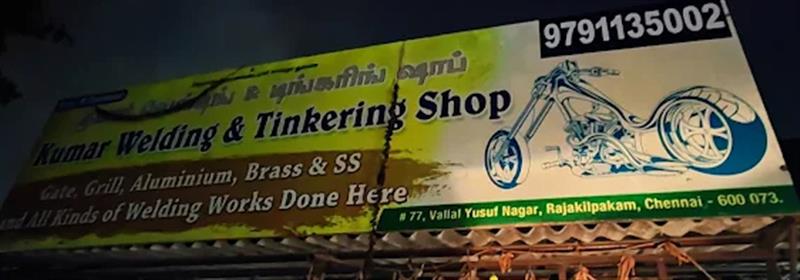 9791135002
வெல்டிங் & டிங்கரிங் ஷாப்
Kumar Welding & Tinkering Shop
Gate, Grill, Aluminium, Brass & SS
and All Kinds of Welding Works Done Here
# 77, Vallal Yusuf Nagar, Rajakilpakam, Chennai - 600 073.